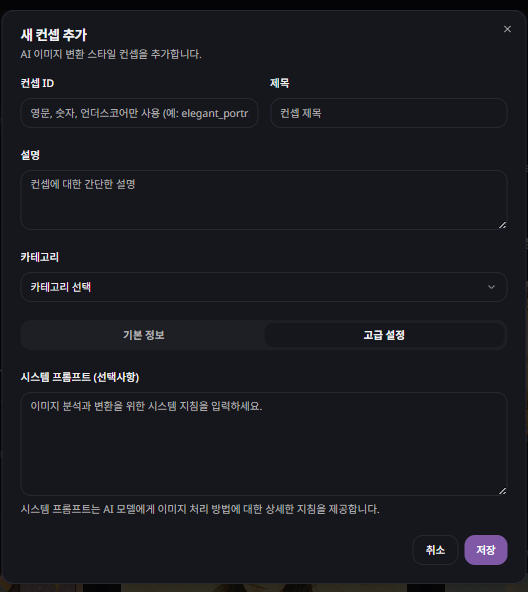 새 컨셉 추가
AI 이미지 변환 스타일 컨셉을 추가합니다.
컨셉 ID
제목
영문, 숫자, 언더스코어만 사용 (예: elegant_portr
컨셉 제목
설명
컨셉에 대한 간단한 설명
카테고리
카테고리 선택
기본 정보
고급 설정
시스템 프롬프트 (선택사항)
이미지 분석과 변환을 위한 시스템 지침을 입력하세요.
시스템 프롬프트는 AI 모델에게 이미지 처리 방법에 대한 상세한 지침을 제공합니다.
취소
저장